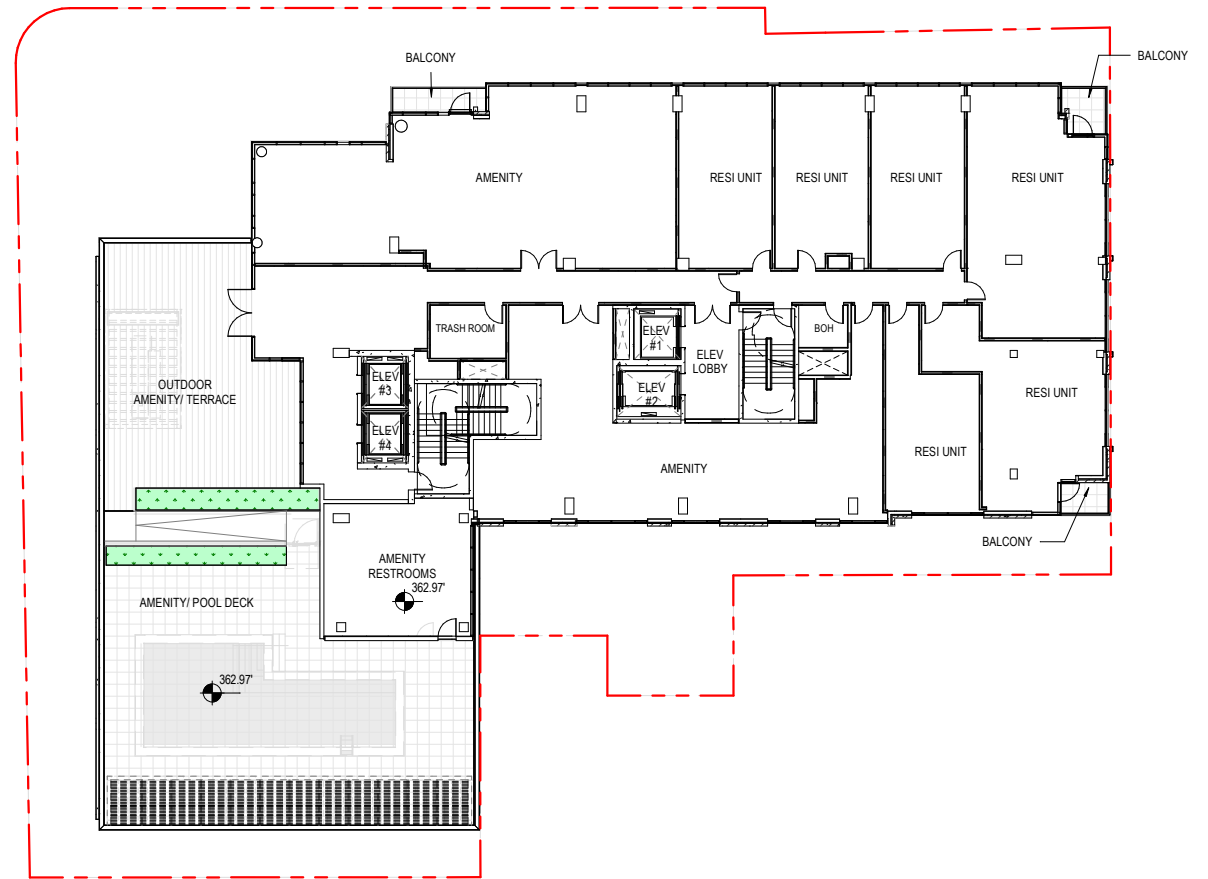 BALCONY
BALCONY
AMENITY
RESI UNIT
RESI UNIT
RESI UNIT
RESI UNIT
TRASH ROOM
ELEV
#1
BOH
ELEV
LOBBY
OUTDOOR
AMENITY/ TERRACE
ELEV
#3
ELEV
#2
RESI UNIT
ELEV
#4
RESI UNIT
AMENITY
BALCONY
AMENITY
RESTROOMS
362.97'
AMENITY/ POOL DECK
362.97'